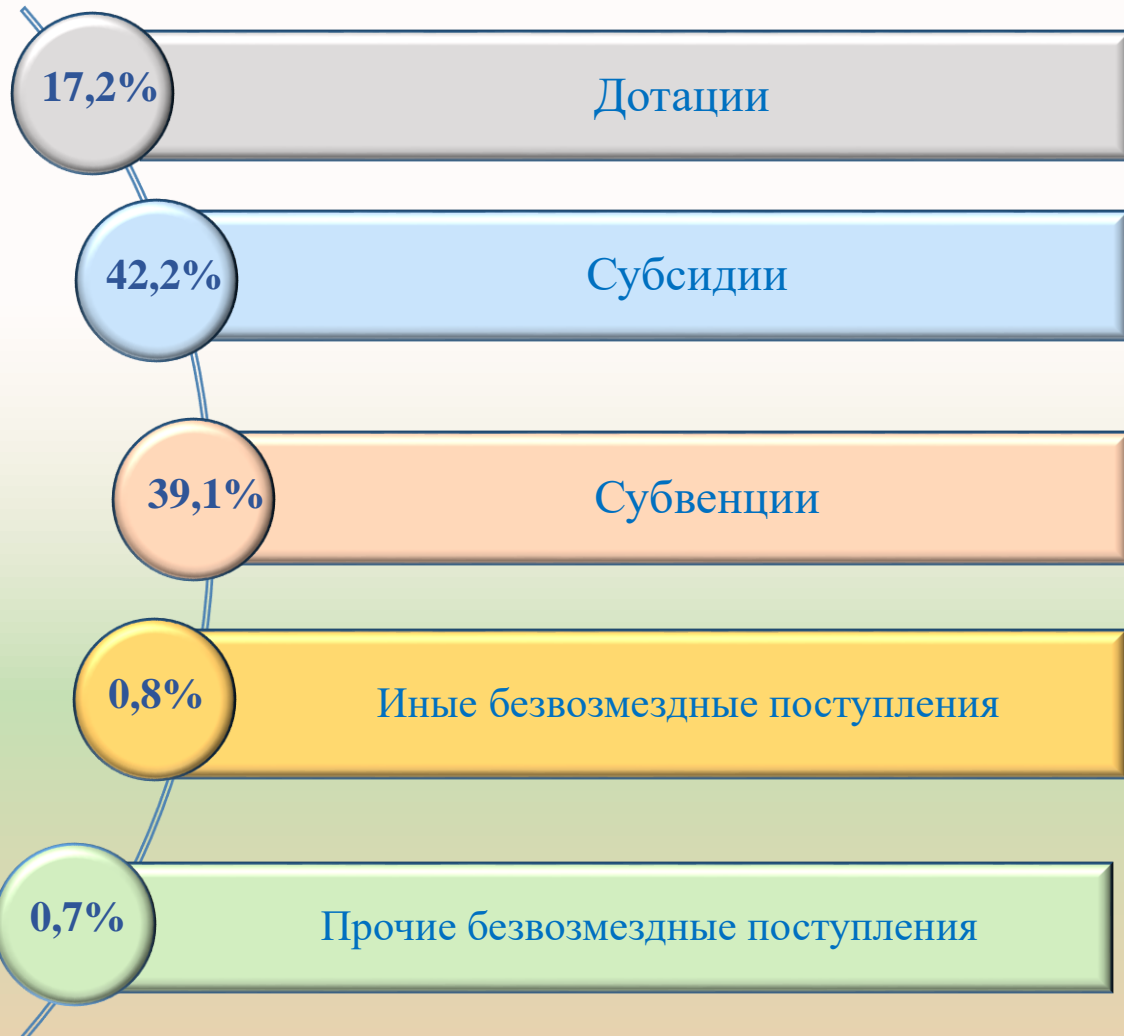 17,2%
Дотации
42,2%
Субсидии
39,1%
Субвенции
0,8%
Иные безвозмездные поступления
0,7%
Прочие безвозмездные поступления